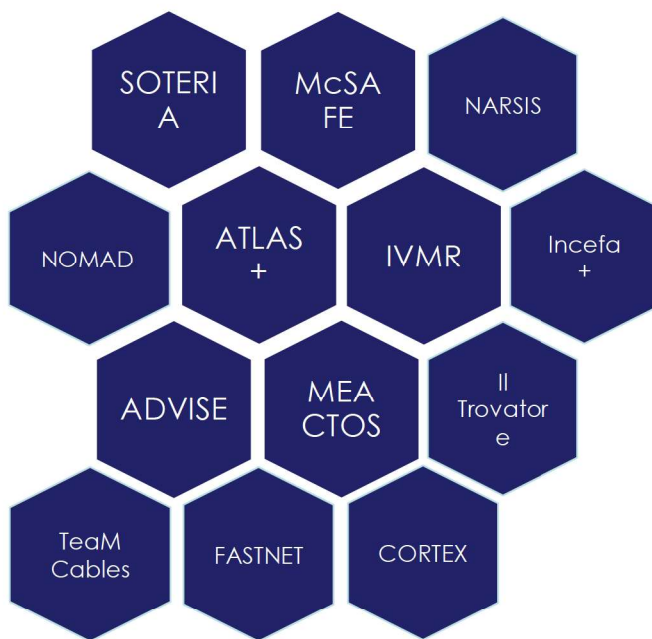 SOTERI
A
McSA
FE
NARSIS
NOMAD
ATLAS
+
IVMR
Incefa
+
ADVISE
MEA
CTOS
Il
Trovator
e
TeaM
Cables
FASTNET
CORTEX